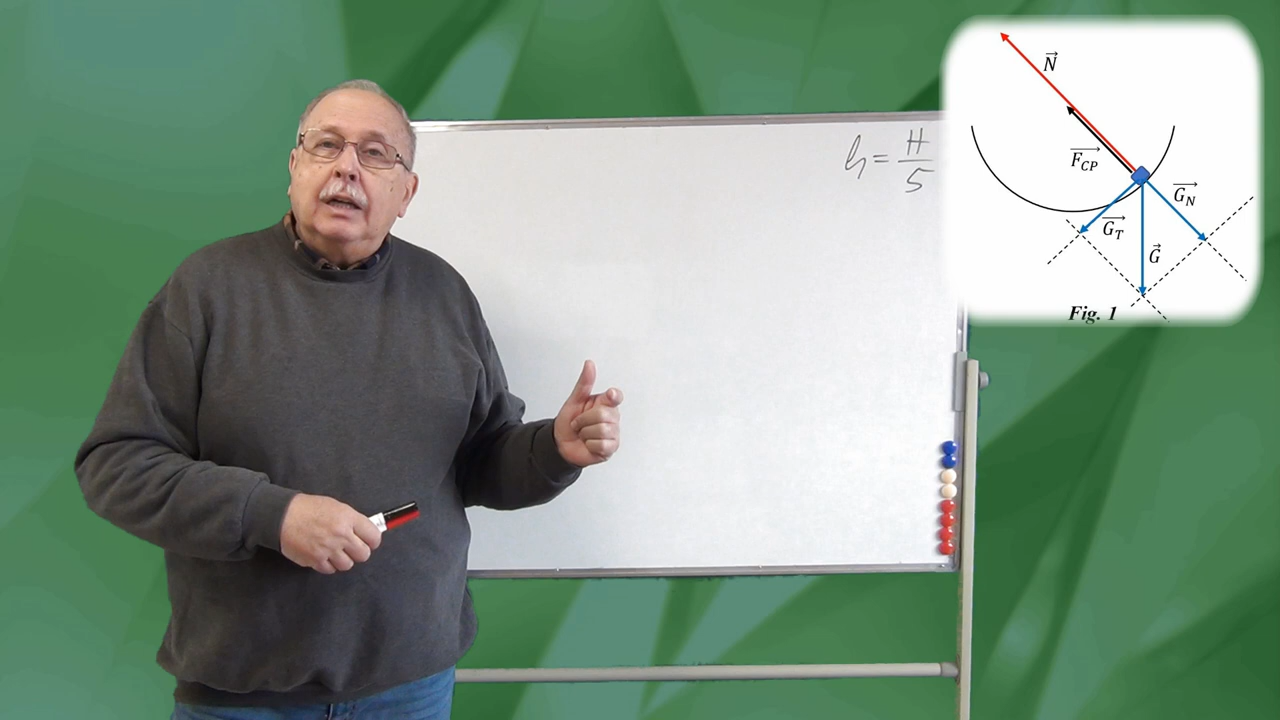 h = H/5
N⃗
F_CP⃗
G_N⃗
G_T⃗
G⃗
Fig. 1